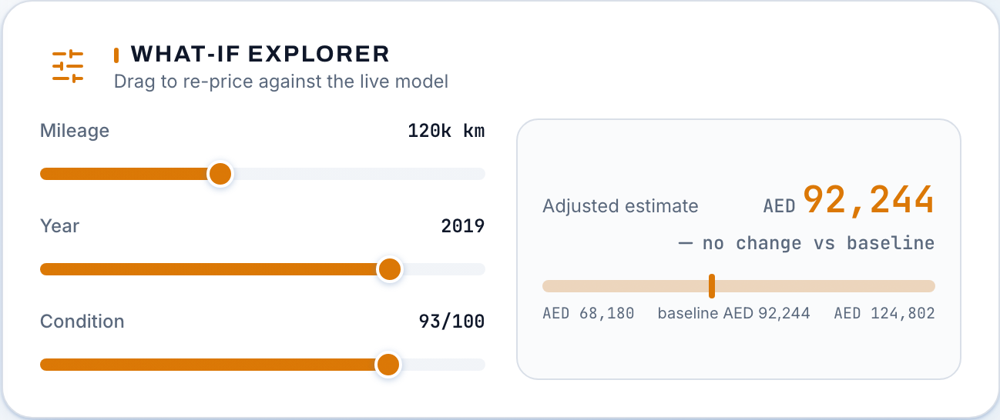 WHAT-IF EXPLORER
Drag to re-price against the live model
Mileage 120k km
Year 2019
Condition 93/100
Adjusted estimate AED 92,244
— no change vs baseline
AED 68,180 baseline AED 92,244 AED 124,802